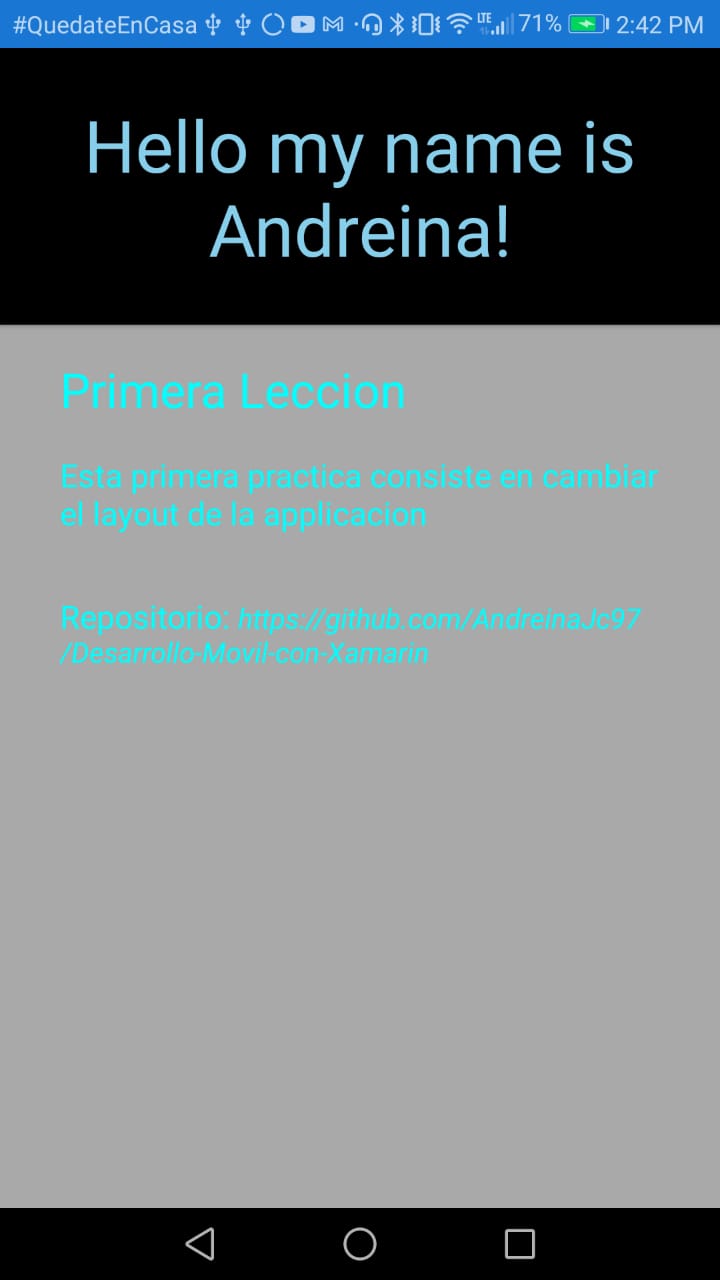 #QuedateEnCasa LTE 71% 2:42 PM
Hello my name is
Andreina!
Primera Leccion
Esta primera practica consiste en cambiar
el layout de la applicacion
Repositorio: https://github.com/AndreinaJc97
/Desarrollo-Movil-con-Xamarin